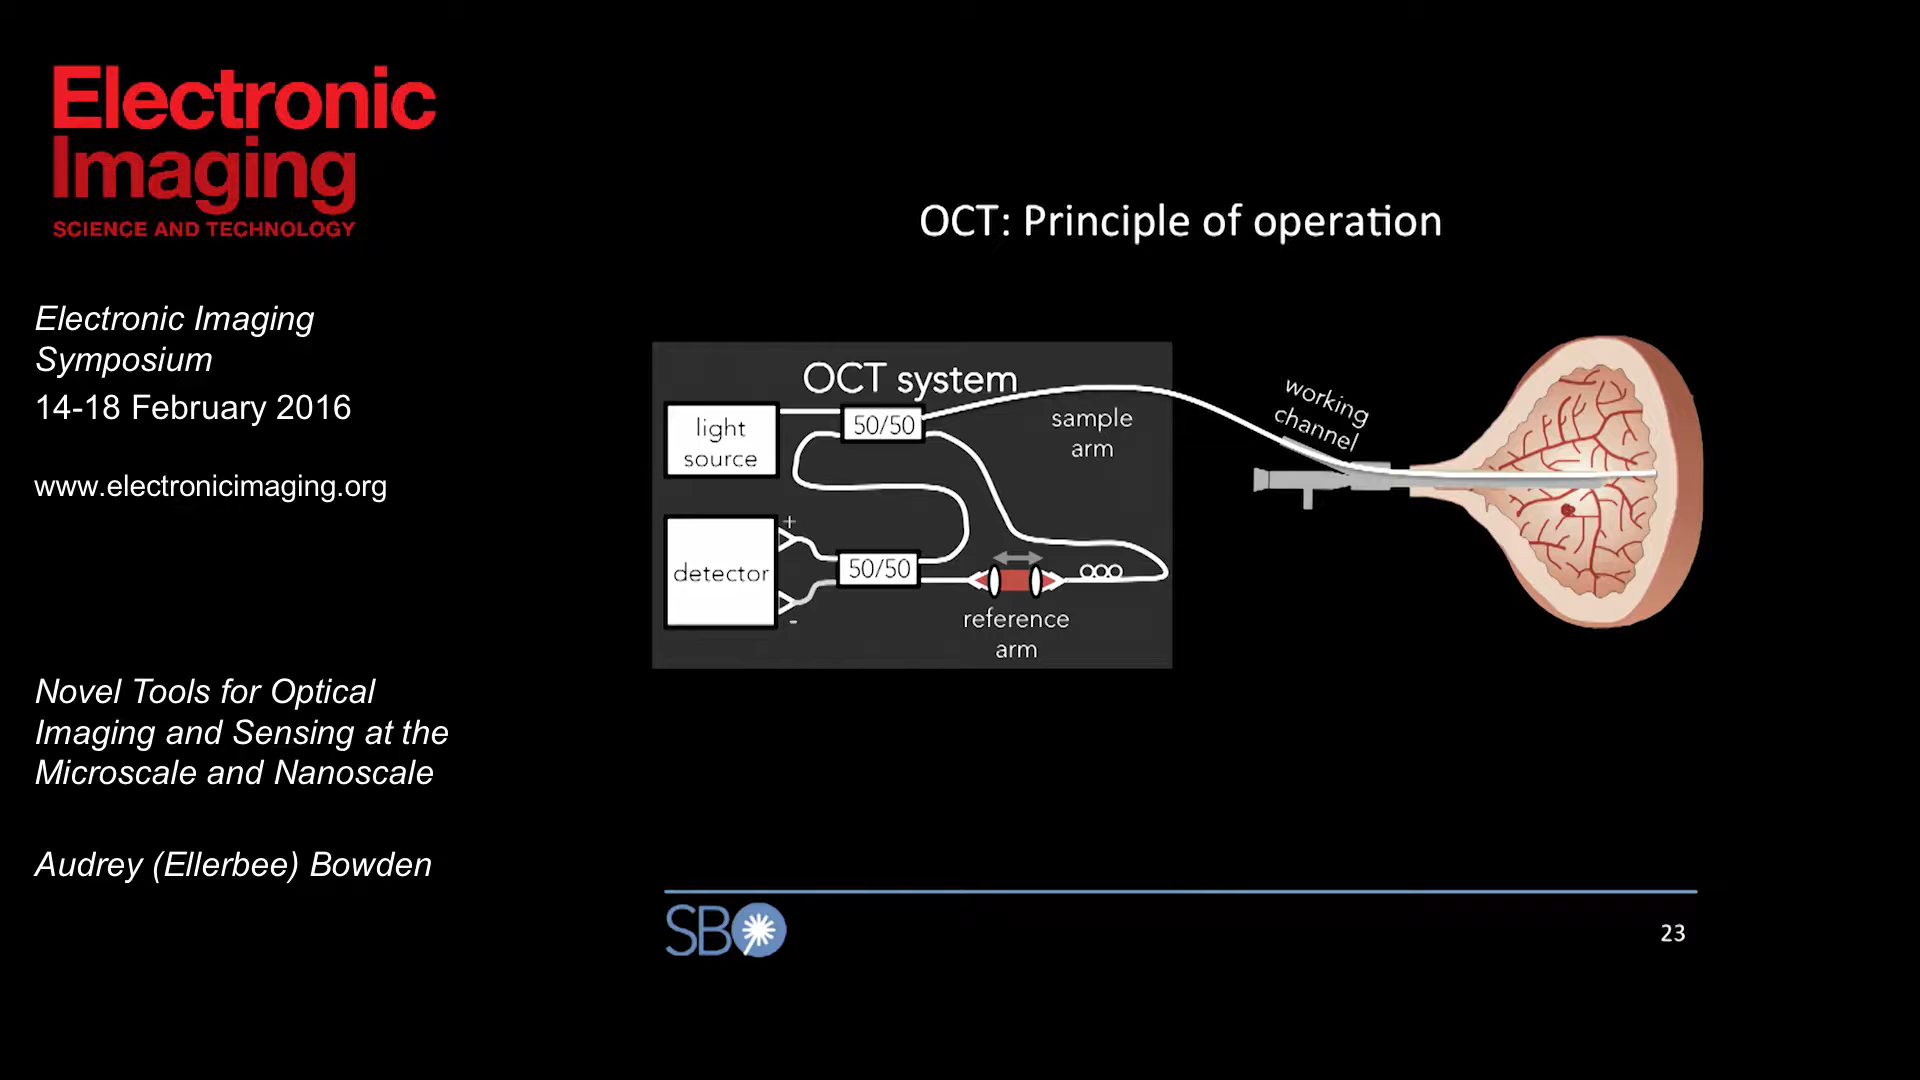 Electronic
Imaging
SCIENCE AND TECHNOLOGY
Electronic Imaging
Symposium
14-18 February 2016
www.electronicimaging.org
Novel Tools for Optical
Imaging and Sensing at the
Microscale and Nanoscale
Audrey (Ellerbee) Bowden
OCT: Principle of operation
OCT system
light
source
50/50
sample
arm
working
channel
detector
+
-
50/50
reference
arm
SBO
23